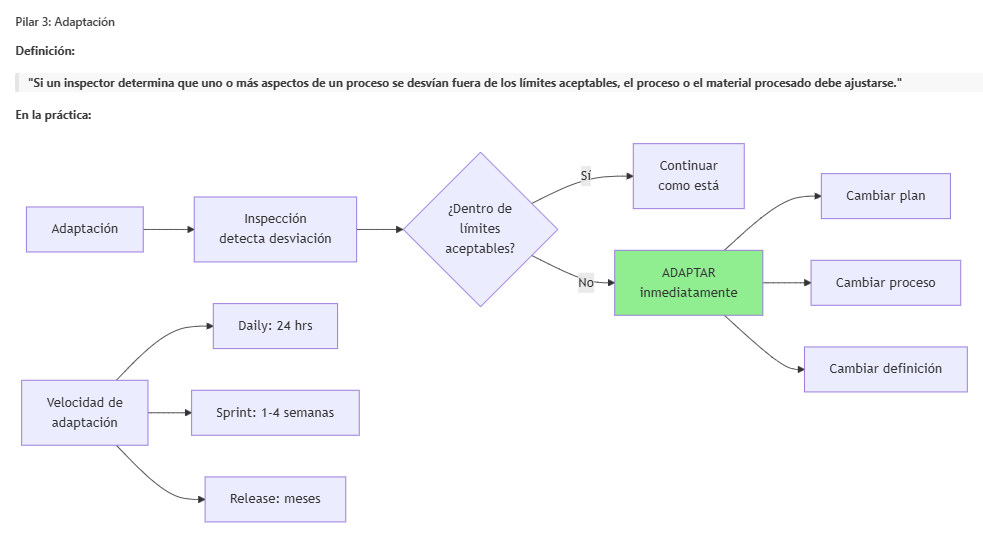 Pilar 3: Adaptación
Definición:
"Si un inspector determina que uno o más aspectos de un proceso se desvían fuera de los límites aceptables, el proceso o el material procesado debe ajustarse."
En la práctica:
Adaptación
Inspección
detecta desviación
¿Dentro de
límites
aceptables?
Sí
Continuar
como está
No
ADAPTAR
inmediatamente
Cambiar plan
Cambiar proceso
Cambiar definición
Velocidad de
adaptación
Daily: 24 hrs
Sprint: 1-4 semanas
Release: meses